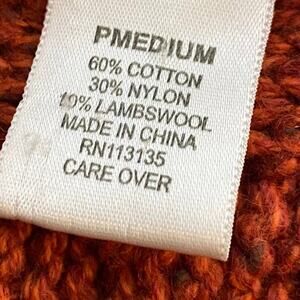 PMEDIUM
60% COTTON
30% NYLON
10% LAMBSWOOL
MADE IN CHINA
RN113135
CARE OVER